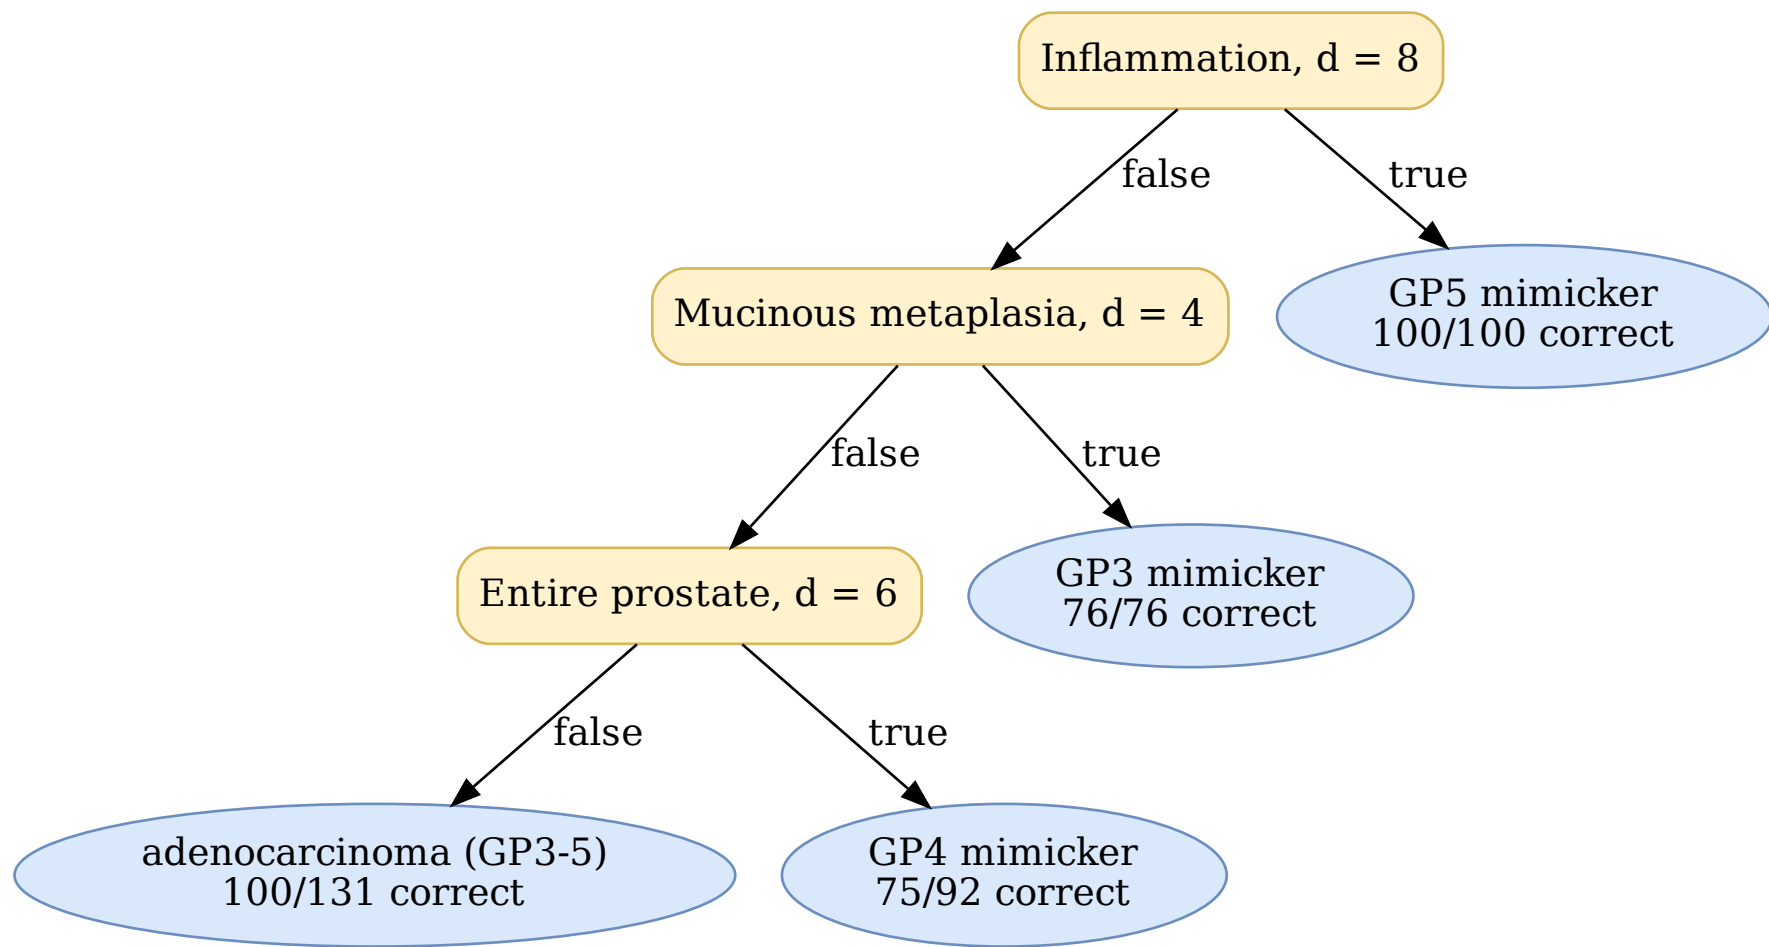 Inflammation, d = 8
false
true
Mucinous metaplasia, d = 4
GP5 mimicker
100/100 correct
false
true
Entire prostate, d = 6
GP3 mimicker
76/76 correct
false
true
adenocarcinoma (GP3-5)
100/131 correct
GP4 mimicker
75/92 correct